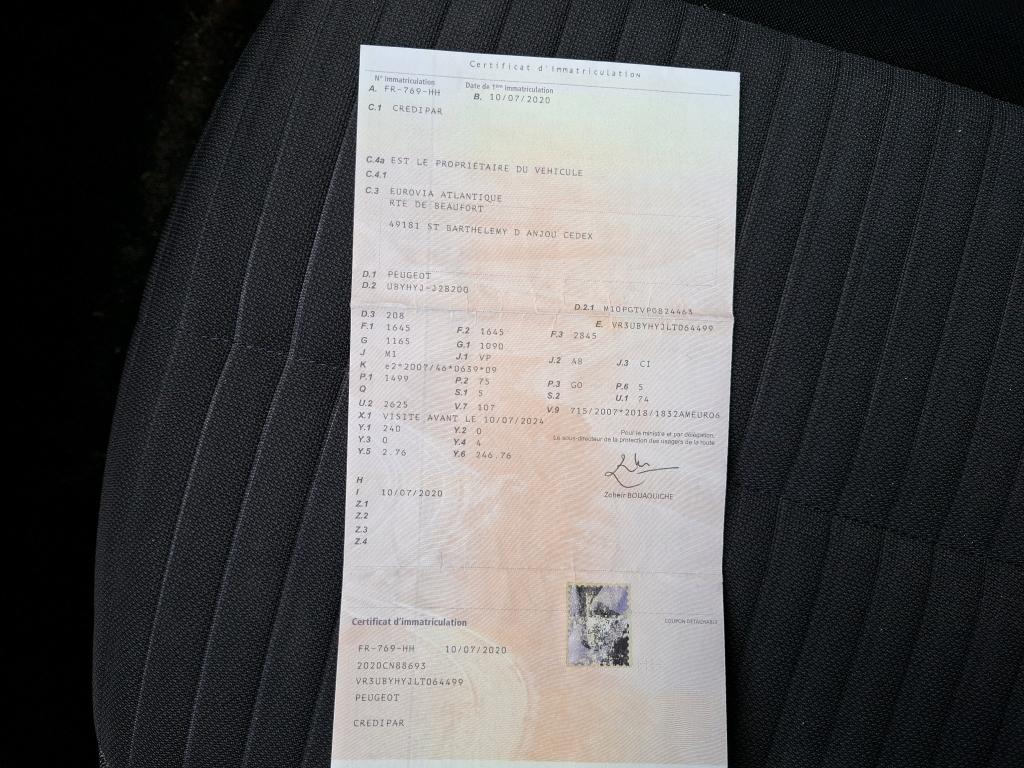 Certificat d'immatriculation
N° Immatriculation Date de 1ère immatriculation
A. FR-769-HH B. 10/07/2020
C.1 CREDIPAR
C.4a EST LE PROPRIÉTAIRE DU VÉHICULE
C.4.1
C.3 EUROVIA ATLANTIQUE
RTE DE BEAUFORT
49181 ST BARTHELEMY D ANJOU CEDEX
D.1 PEUGEOT
D.2 UBYHYJ-J2B200
D.2.1 M10PGTVP0824463
D.3 208 E. VR3UBYHYJLT064499
F.1 1645 F.2 1645 F.3 2845
G 1165 G.1 1090
J M1 J.1 VP J.2 AB J.3 CI
K e2*2007/46*0639*09
P.1 1499 P.2 75 P.3 GO P.6 5
Q S.1 5 S.2 U.1 74
U.2 2625 V.7 107 V.9 715/2007*2018/1832AMEURO6
X.1 VISITE AVANT LE 10/07/2024
Y.1 240 Y.2 0
Y.3 0 Y.4 4
Y.5 2.76 Y.6 246.76
Pour le ministre et par délégation,
Le sous-directeur de la protection des usagers de la route
Zoheir BOUAOUICHE
H
I 10/07/2020
Z.1
Z.2
Z.3
Z.4
Certificat d'immatriculation
COUPON DÉTACHABLE
FR-769-HH 10/07/2020
2020CN88693
VR3UBYHYJLT064499
PEUGEOT
CREDIPAR